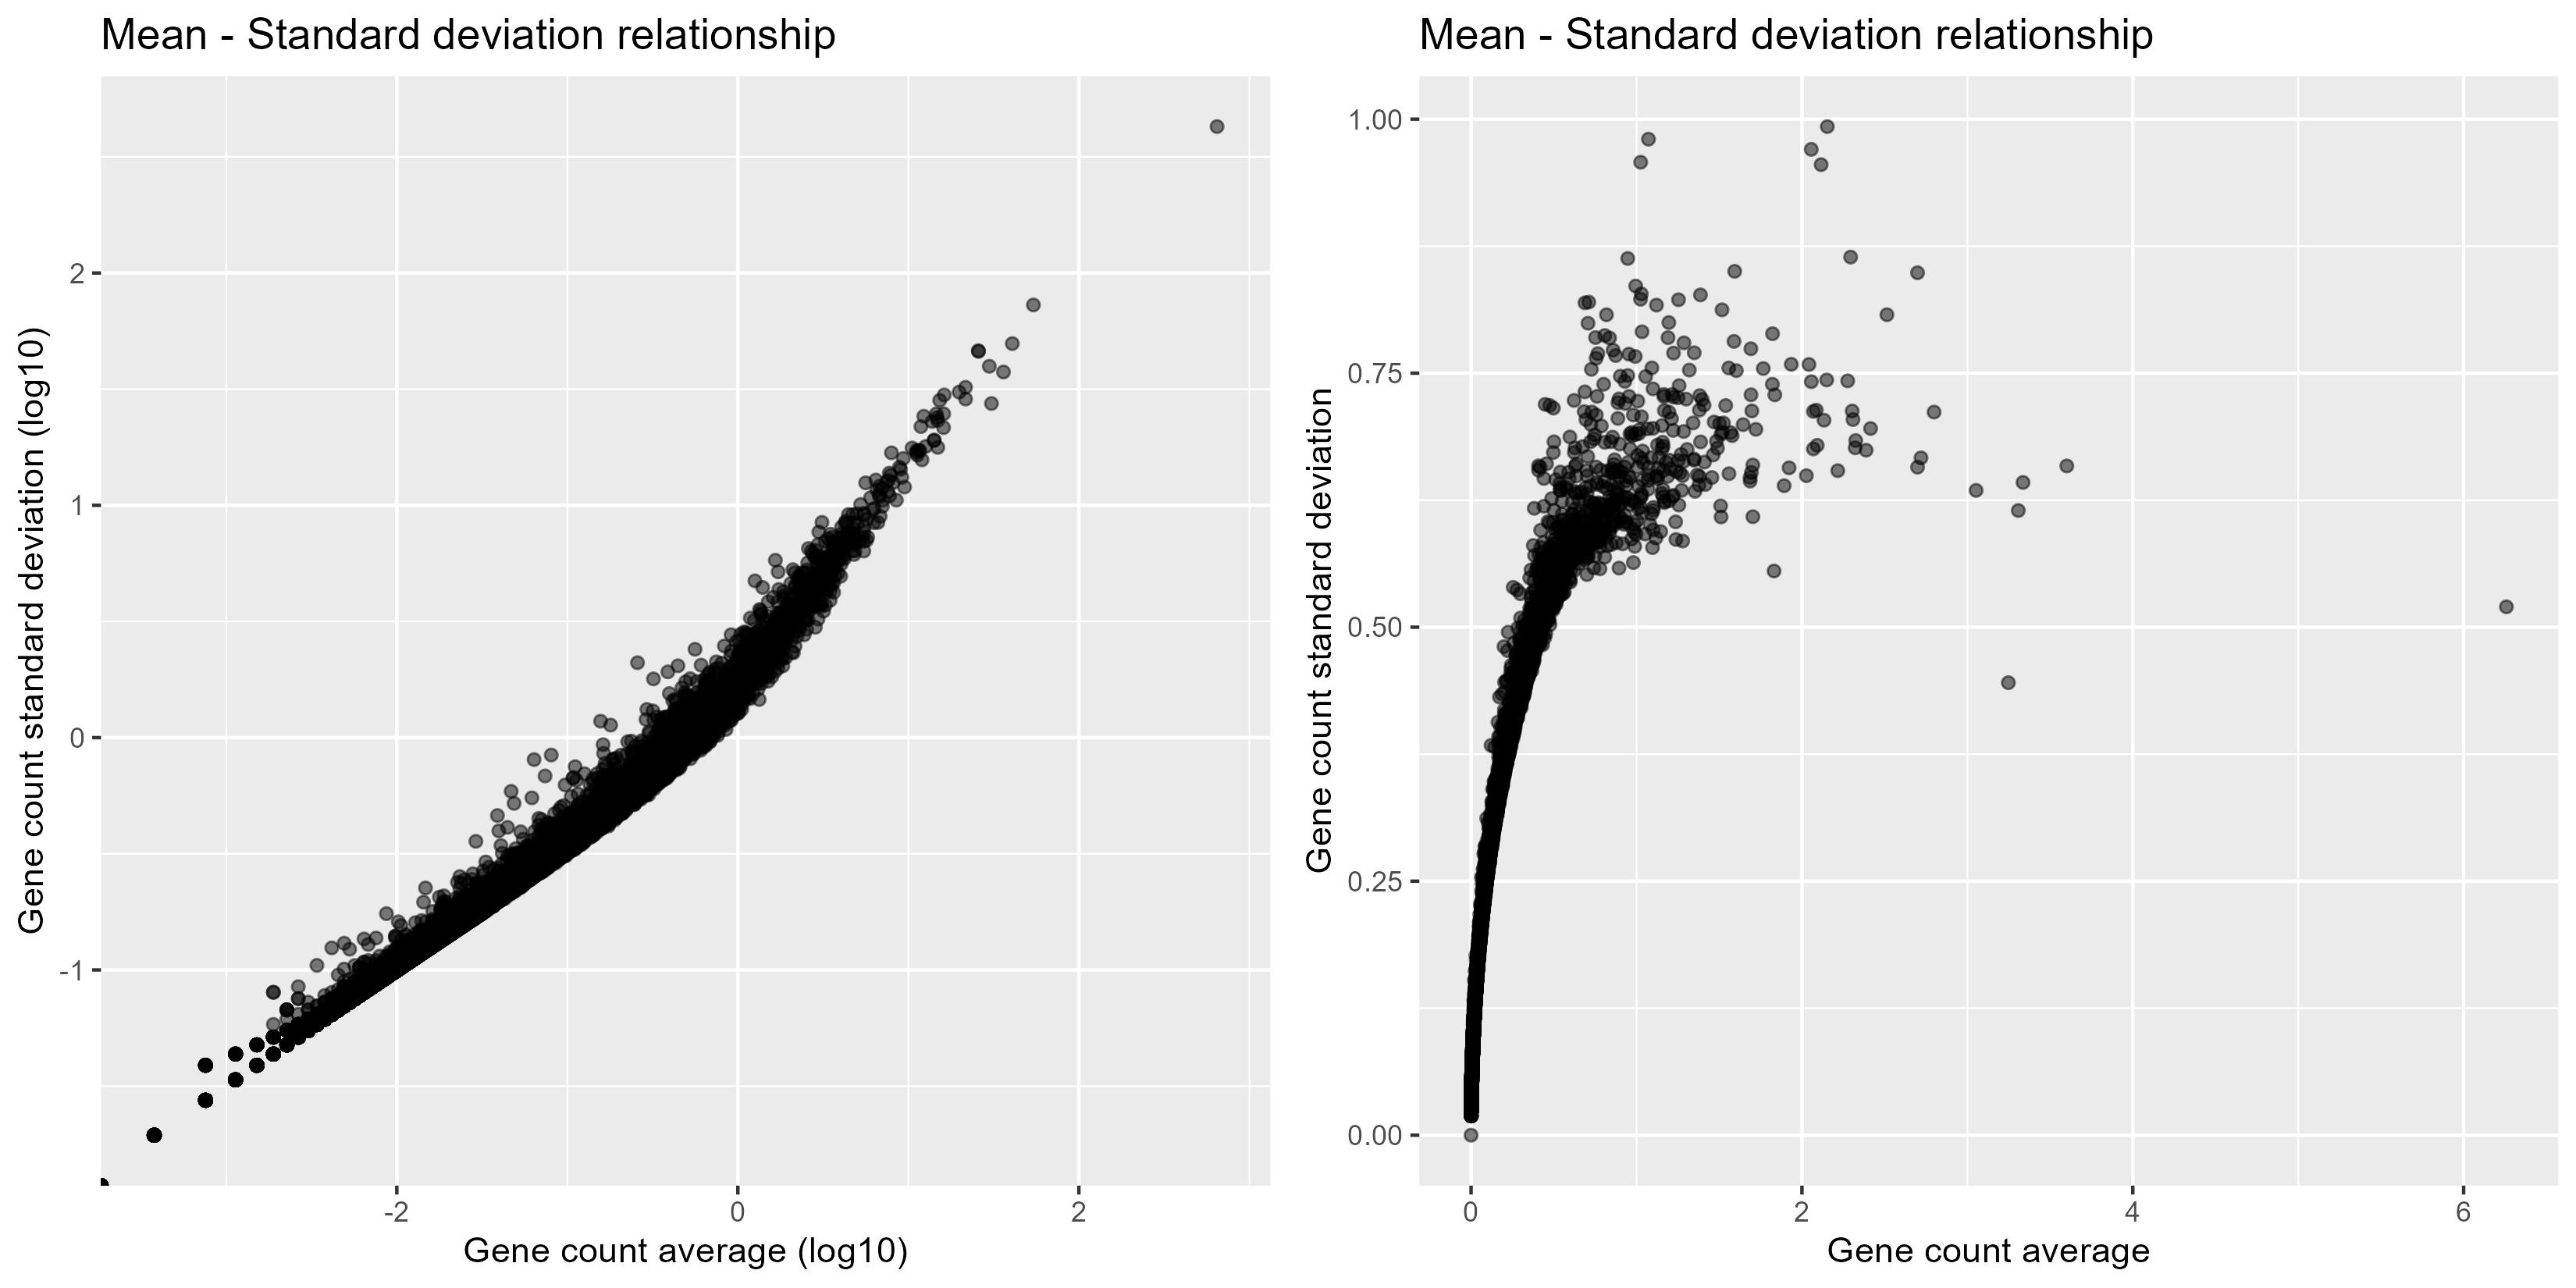 Mean - Standard deviation relationship
Gene count standard deviation (log10)
2
1
0
-1
-2
0
2
Gene count average (log10)
Mean - Standard deviation relationship
Gene count standard deviation
1.00
0.75
0.50
0.25
0.00
0
2
4
6
Gene count average